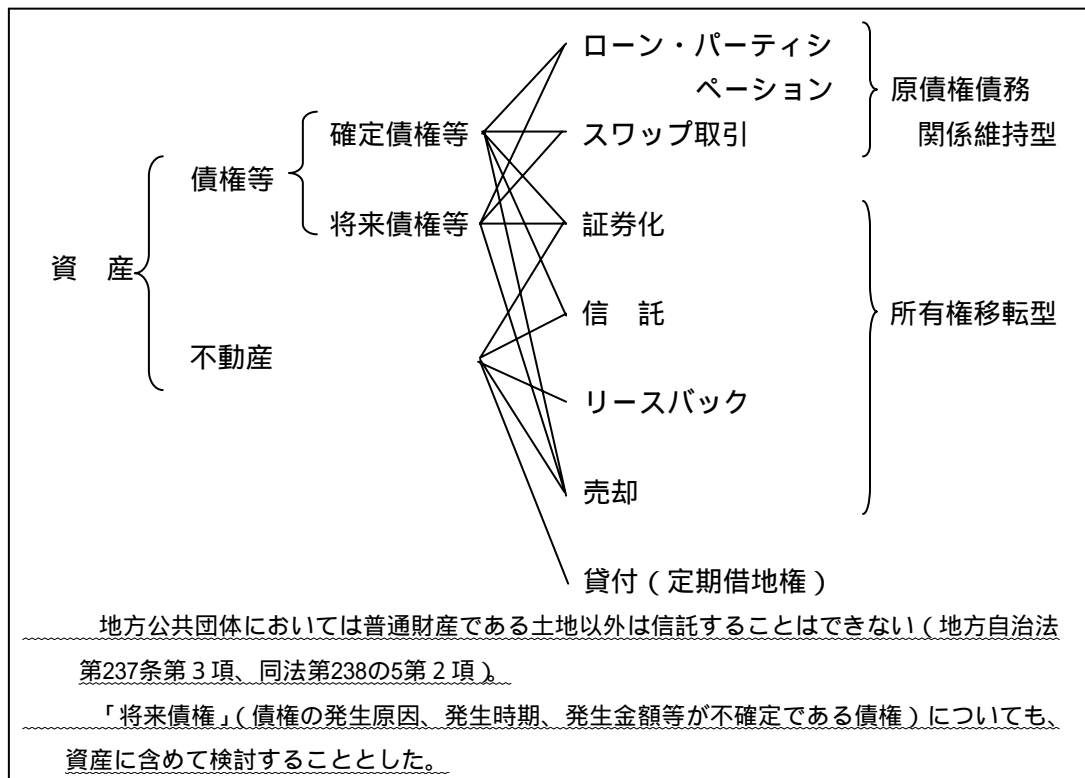 ローン・パーティシ
ペーション
原債権債務
確定債権等
スワップ取引
関係維持型
債権等
将来債権等
証券化
資　産
信　託
所有権移転型
不動産
リースバック
売却
貸付（定期借地権）
地方公共団体においては普通財産である土地以外は信託することはできない（地方自治法
第237条第３項、同法第238の5第２項）。
「将来債権」（債権の発生原因、発生時期、発生金額等が不確定である債権）についても、
資産に含めて検討することとした。